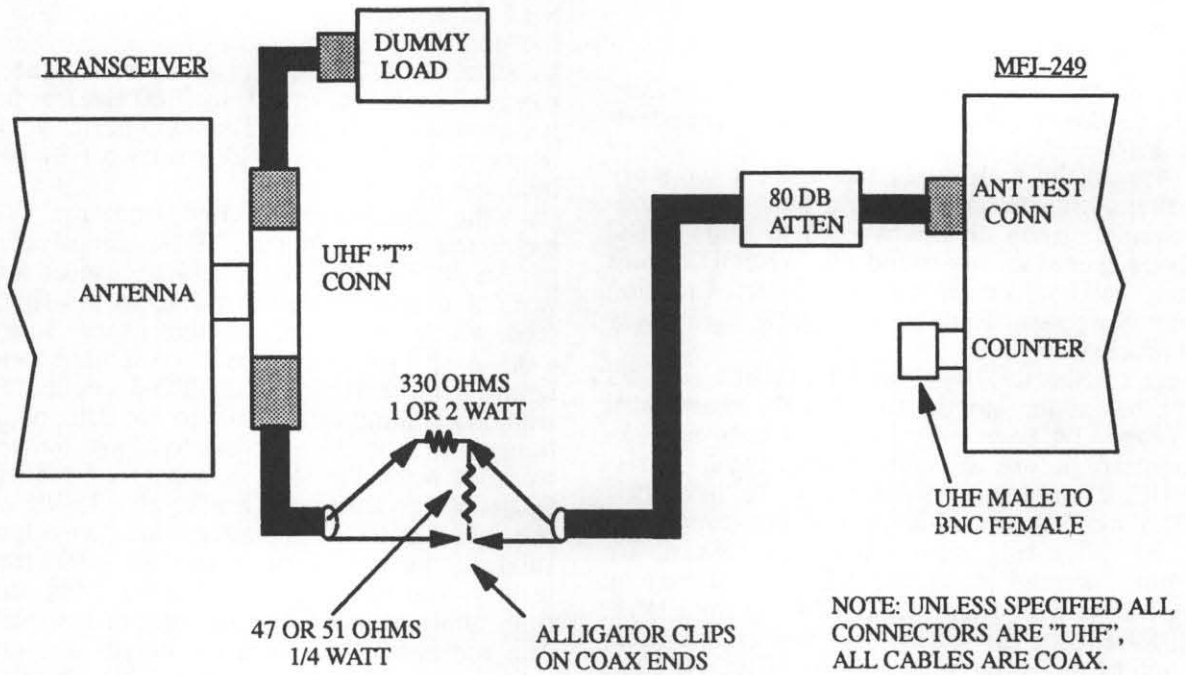 TRANSCEIVER
DUMMY
LOAD
MFJ-249
80 DB
ATTEN
ANT TEST
CONN
UHF "T"
CONN
ANTENNA
COUNTER
330 OHMS
1 OR 2 WATT
UHF MALE TO
BNC FEMALE
47 OR 51 OHMS
1/4 WATT
ALLIGATOR CLIPS
ON COAX ENDS
NOTE: UNLESS SPECIFIED ALL
CONNECTORS ARE "UHF",
ALL CABLES ARE COAX.